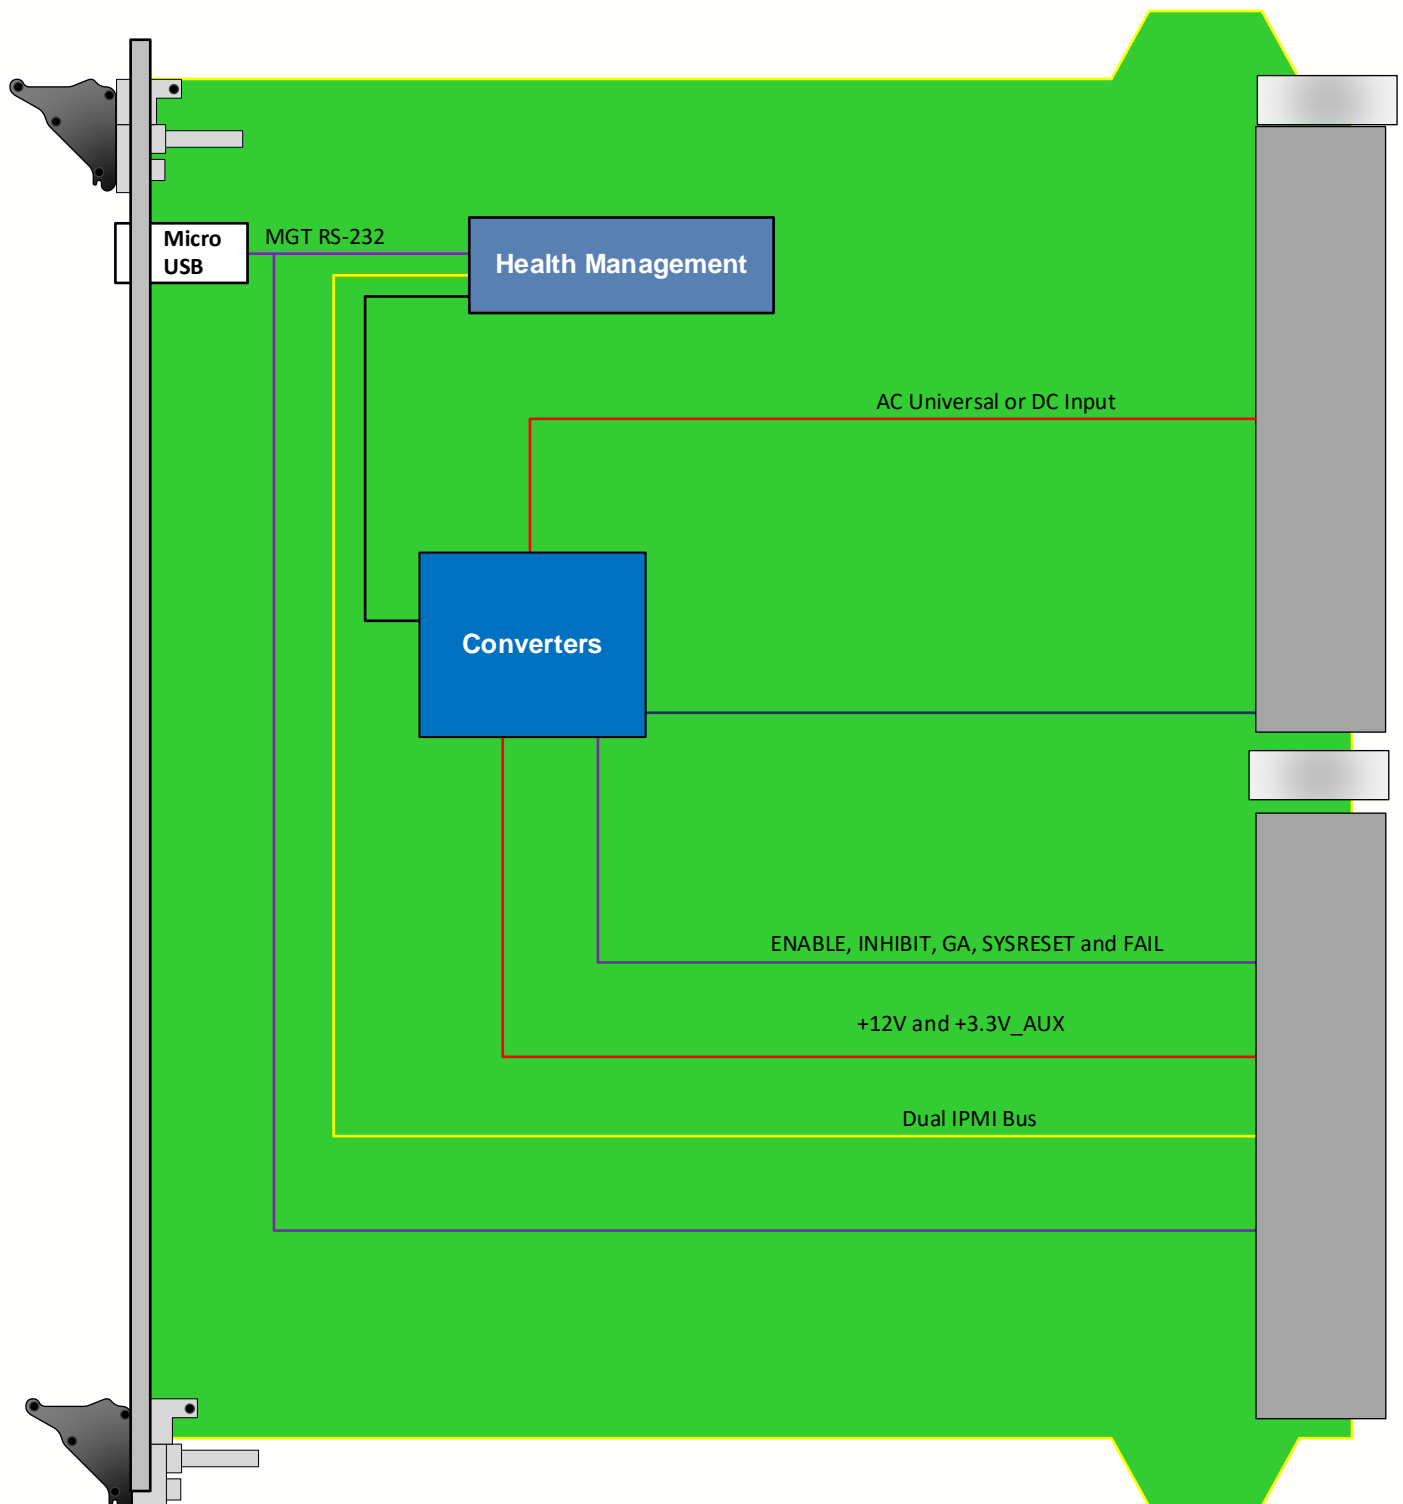 Micro
USB
MGT RS-232
Health Management
AC Universal or DC Input
Converters
ENABLE, INHIBIT, GA, SYSRESET and FAIL
+12V and +3.3V_AUX
Dual IPMI Bus